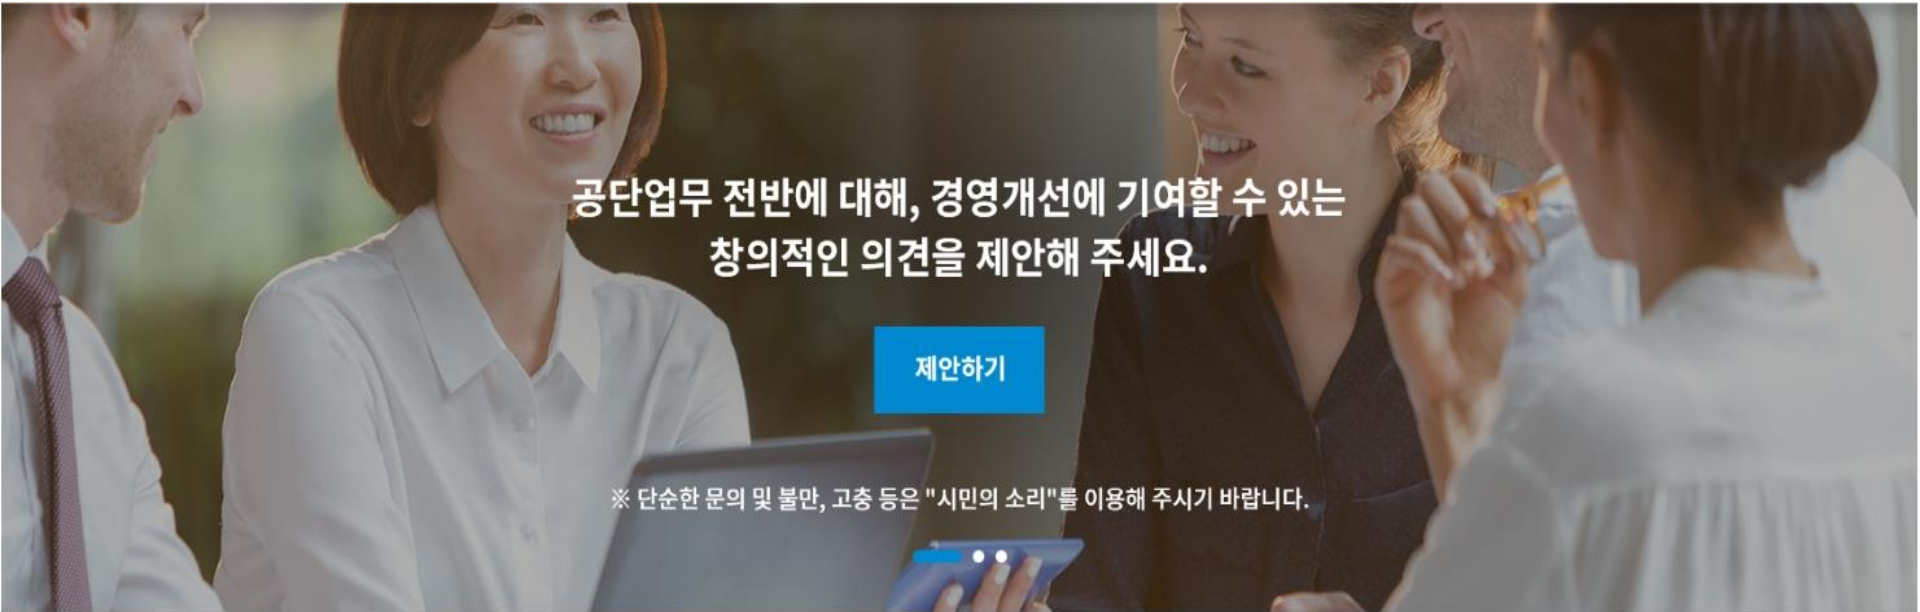 공단업무 전반에 대해, 경영개선에 기여할 수 있는
창의적인 의견을 제안해 주세요.
제안하기
※ 단순한 문의 및 불만, 고충 등은 "시민의 소리"를 이용해 주시기 바랍니다.